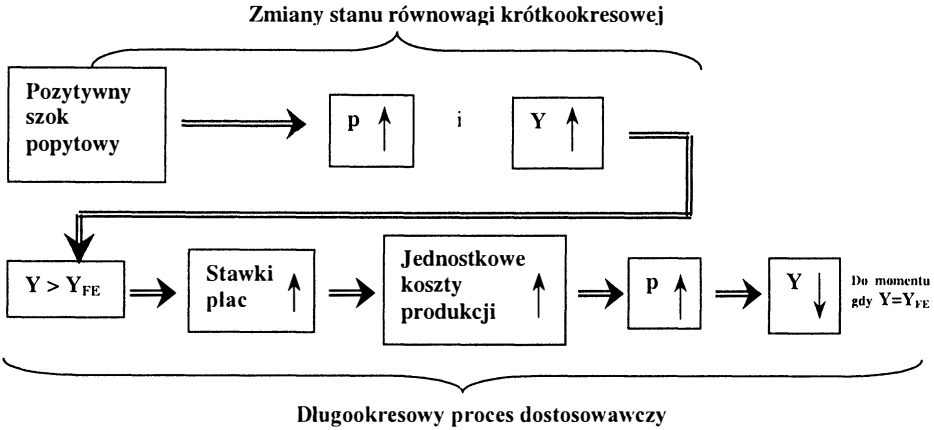 Zmiany stanu równowagi krótkookresowej
Pozytywny
szok
popytowy
p
i
Y
Y > Y_FE
Stawki
płac
Jednostkowe
koszty
produkcji
p
Y
Do momentu
gdy Y=Y_FE
Długookresowy proces dostosowawczy